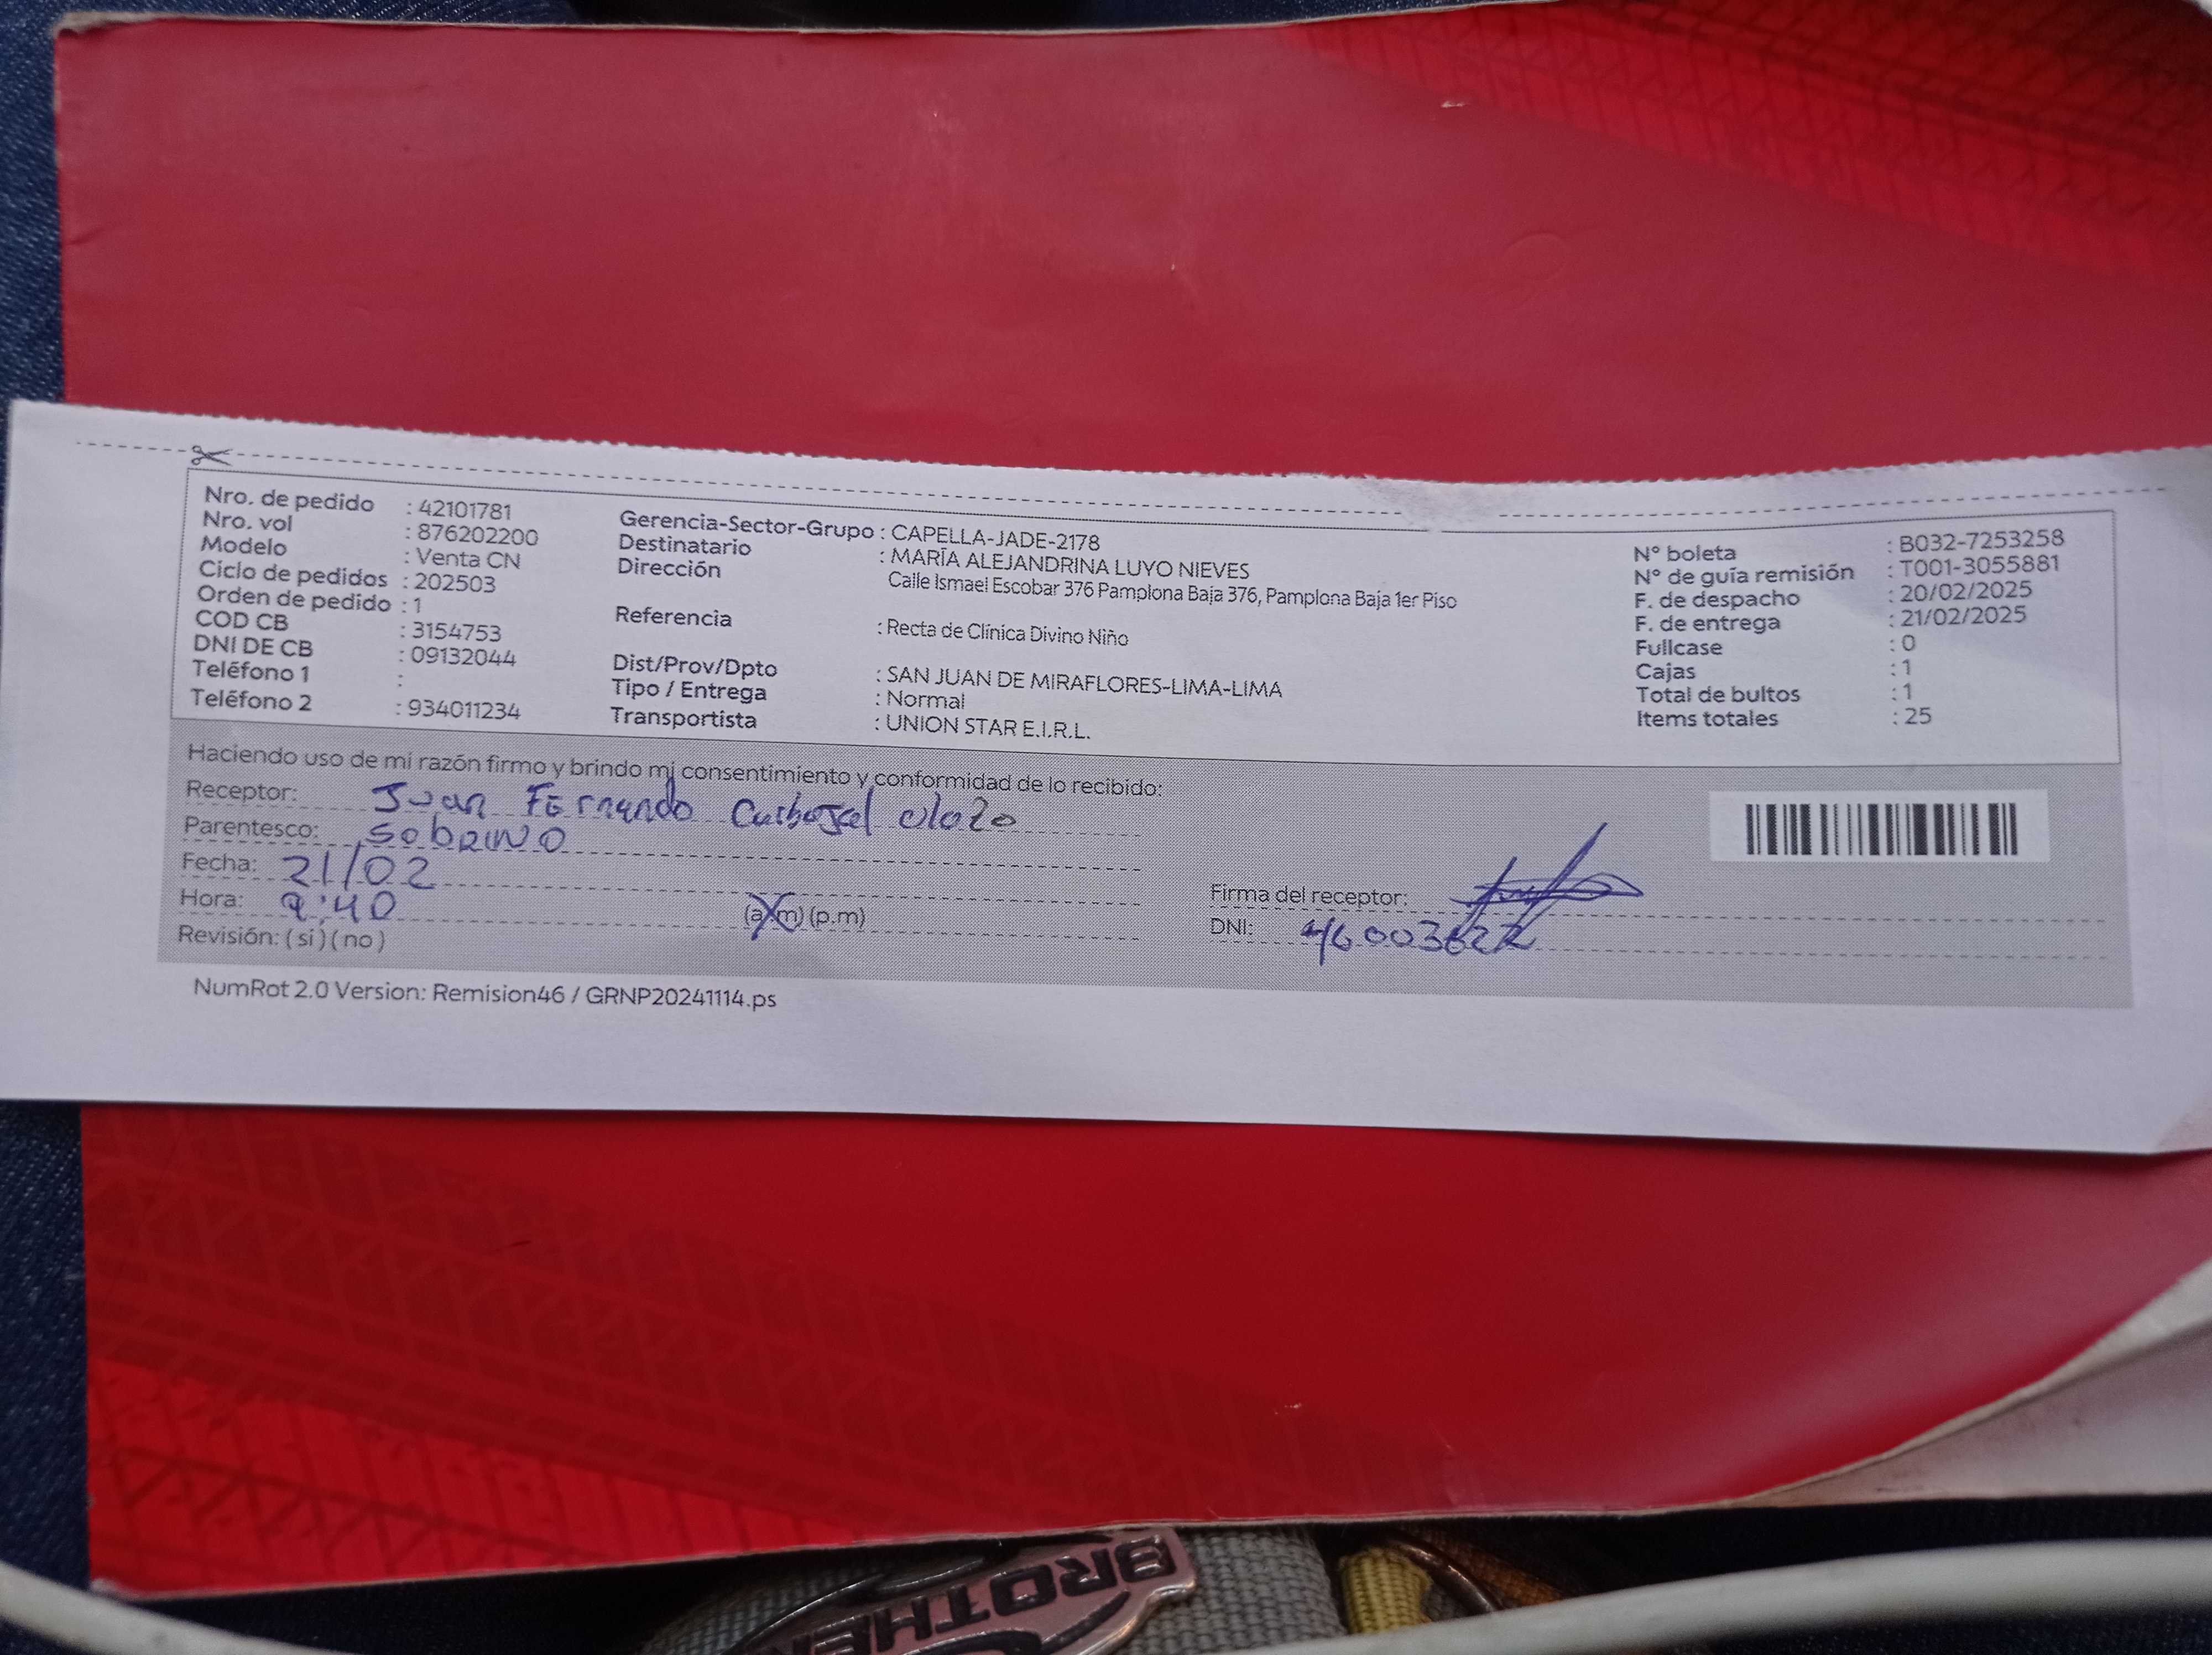 Nro. de pedido : 42101781
Nro. vol : 876202200
Modelo : Venta CN
Ciclo de pedidos : 202503
Orden de pedido : 1
COD CB : 3154753
DNI DE CB : 09132044
Teléfono 1 :
Teléfono 2 : 934011234
Gerencia-Sector-Grupo : CAPELLA-JADE-2178
Destinatario : MARÍA ALEJANDRINA LUYO NIEVES
Dirección Calle Ismael Escobar 376 Pamplona Baja 376, Pamplona Baja 1er Piso
Referencia : Recta de Clínica Divino Niño
Dist/Prov/Dpto : SAN JUAN DE MIRAFLORES-LIMA-LIMA
Tipo / Entrega : Normal
Transportista : UNION STAR E.I.R.L.
N° boleta : B032-7253258
N° de guía remisión : T001-3055881
F. de despacho : 20/02/2025
F. de entrega : 21/02/2025
Fullcase : 0
Cajas : 1
Total de bultos : 1
Items totales : 25
Haciendo uso de mi razón firmo y brindo mi consentimiento y conformidad de lo recibido:
Receptor: Juan Fernando Carbajal
Parentesco: SOBRINO
Fecha: 21/02
Hora: 9:40 (a.m) (p.m)
Revisión: (si) (no)
Firma del receptor:
DNI:
NumRot 2.0 Version: Remision46 / GRNP20241114.ps
BROTHER